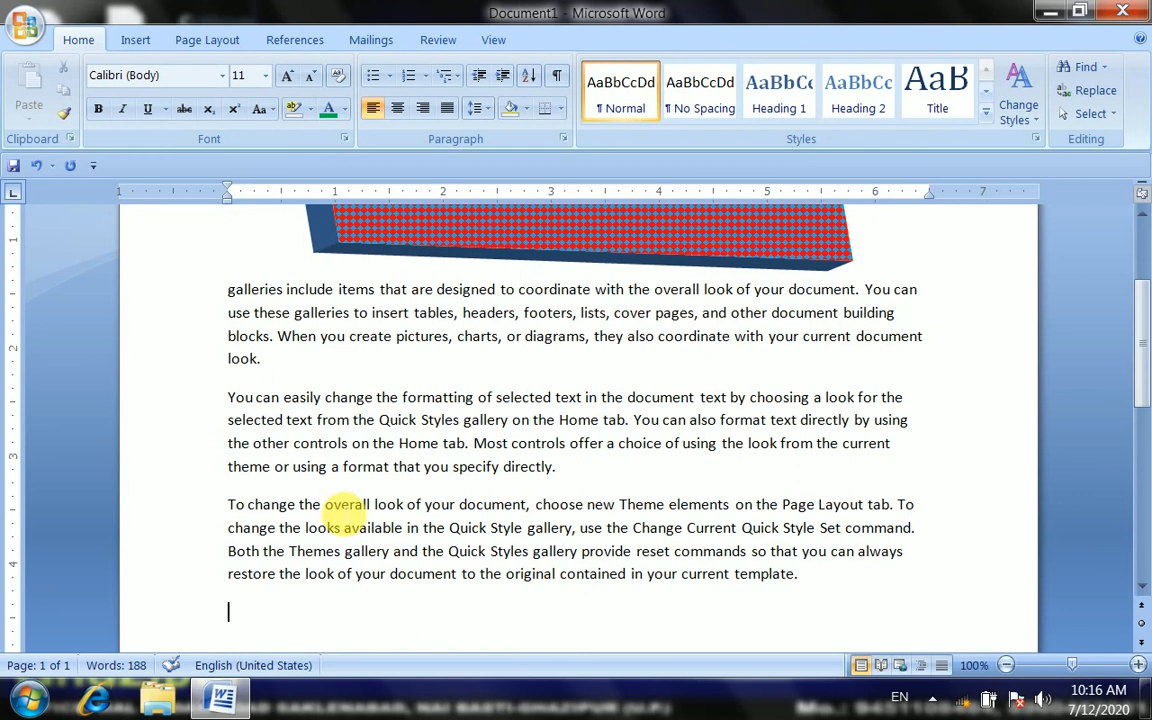 Document1 - Microsoft Word
Home Insert Page Layout References Mailings Review View
Calibri (Body) 11
AaBbCcDd AaBbCcDd AaBbCc AaBbCc AaB
¶ Normal ¶ No Spacing Heading 1 Heading 2 Title
Paste
Change Styles
Find
Replace
Select
Clipboard Font Paragraph Styles Editing
1 1 2 3 4 5 6 7
galleries include items that are designed to coordinate with the overall look of your document. You can
use these galleries to insert tables, headers, footers, lists, cover pages, and other document building
blocks. When you create pictures, charts, or diagrams, they also coordinate with your current document
look.
You can easily change the formatting of selected text in the document text by choosing a look for the
selected text from the Quick Styles gallery on the Home tab. You can also format text directly by using
the other controls on the Home tab. Most controls offer a choice of using the look from the current
theme or using a format that you specify directly.
To change the overall look of your document, choose new Theme elements on the Page Layout tab. To
change the looks available in the Quick Style gallery, use the Change Current Quick Style Set command.
Both the Themes gallery and the Quick Styles gallery provide reset commands so that you can always
restore the look of your document to the original contained in your current template.
Page: 1 of 1 Words: 188 English (United States) 100%
EN 10:16 AM
7/12/2020